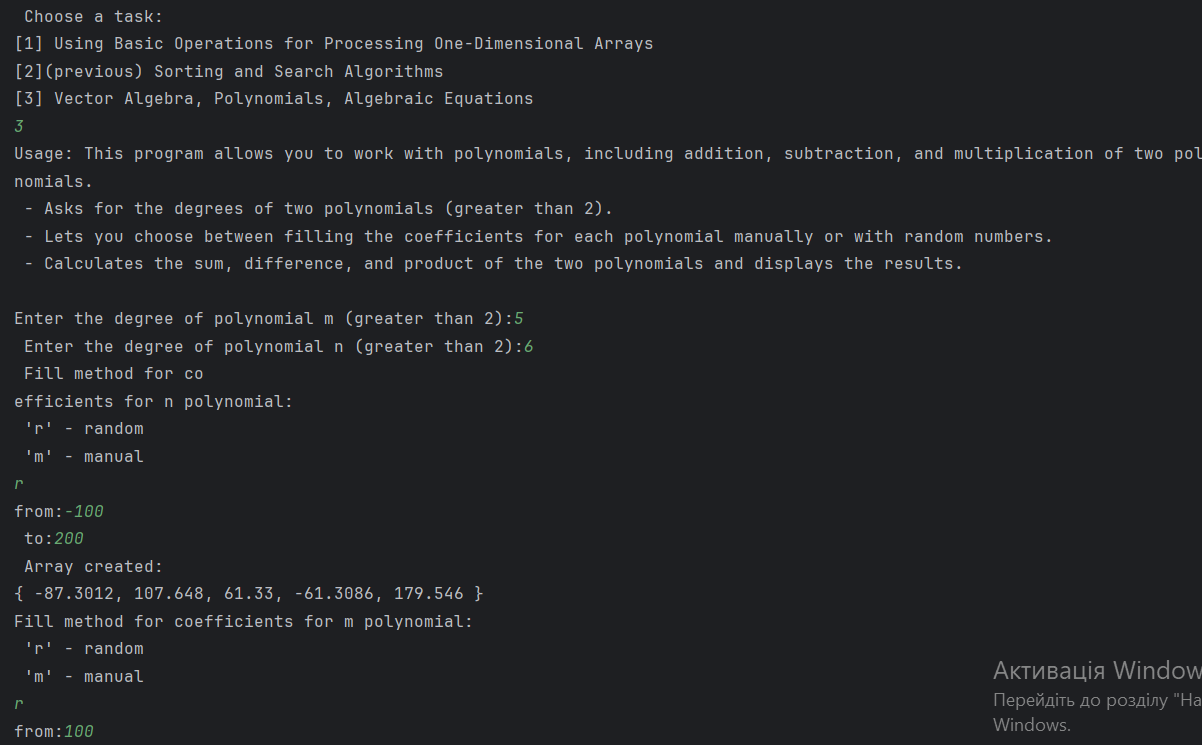 Choose a task:
[1] Using Basic Operations for Processing One-Dimensional Arrays
[2](previous) Sorting and Search Algorithms
[3] Vector Algebra, Polynomials, Algebraic Equations
3
Usage: This program allows you to work with polynomials, including addition, subtraction, and multiplication of two pol
nomials.
- Asks for the degrees of two polynomials (greater than 2).
- Lets you choose between filling the coefficients for each polynomial manually or with random numbers.
- Calculates the sum, difference, and product of the two polynomials and displays the results.
Enter the degree of polynomial m (greater than 2):5
Enter the degree of polynomial n (greater than 2):6
Fill method for co
efficients for n polynomial:
'r' - random
'm' - manual
r
from:-100
to:200
Array created:
{ -87.3012, 107.648, 61.33, -61.3086, 179.546 }
Fill method for coefficients for m polynomial:
'r' - random
'm' - manual
r
from:100
Активація Window
Перейдіть до розділу "На
Windows.